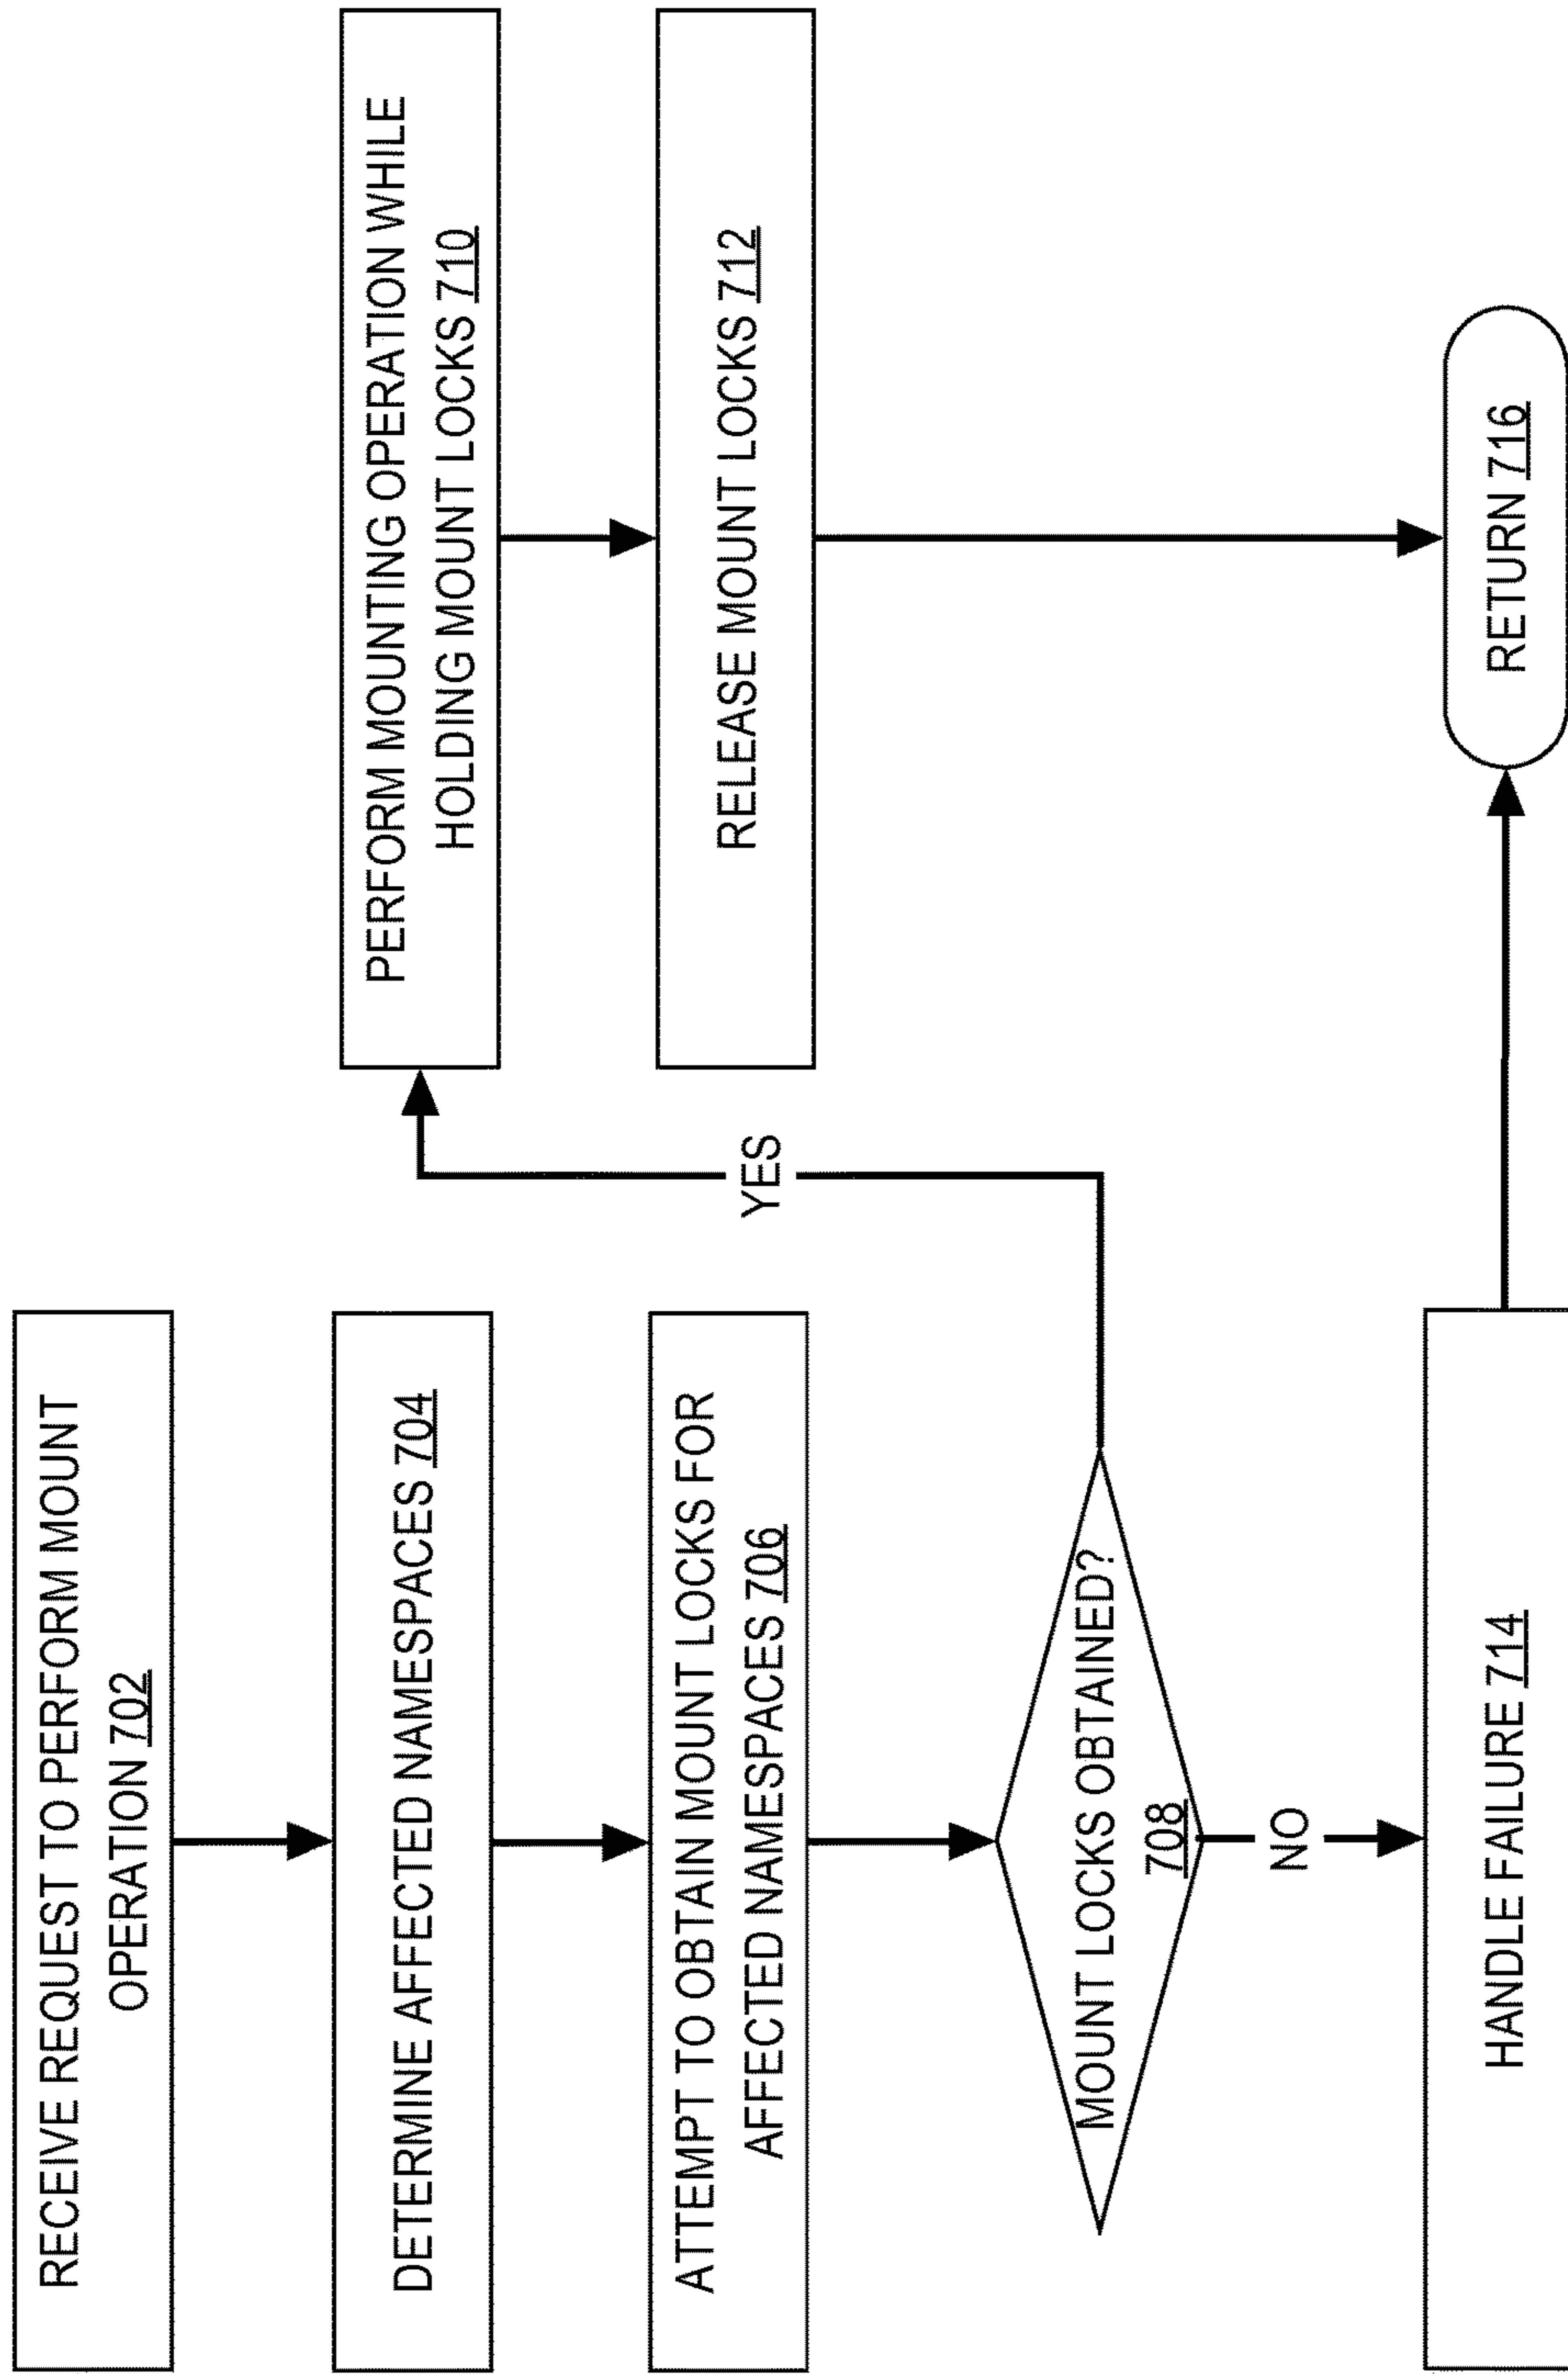 RECEIVE REQUEST TO PERFORM MOUNT
OPERATION 702
DETERMINE AFFECTED NAMESPACES 704
ATTEMPT TO OBTAIN MOUNT LOCKS FOR
AFFECTED NAMESPACES 706
MOUNT LOCKS OBTAINED?
708
YES
NO
PERFORM MOUNTING OPERATION WHILE
HOLDING MOUNT LOCKS 710
RELEASE MOUNT LOCKS 712
HANDLE FAILURE 714
RETURN 716